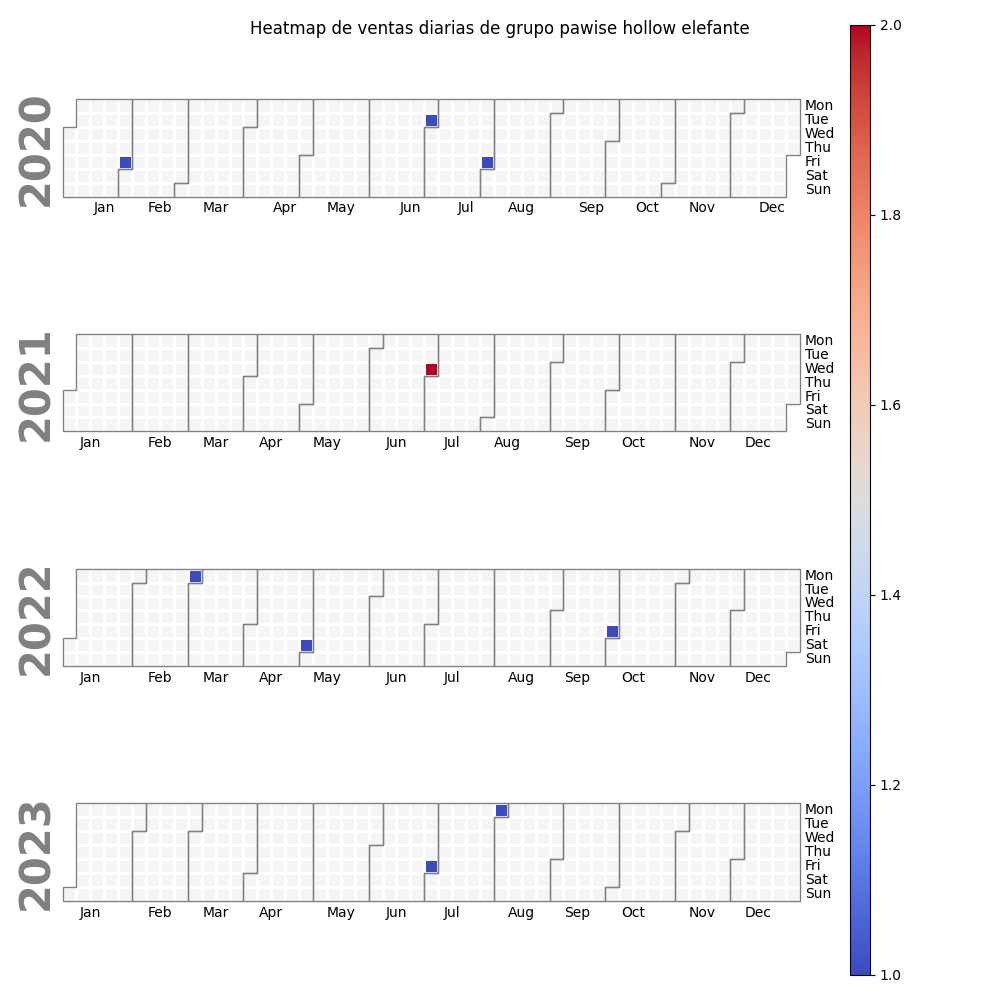 Heatmap de ventas diarias de grupo pawise hollow elefante
2020
Mon
Tue
Wed
Thu
Fri
Sat
Sun
Jan Feb Mar Apr May Jun Jul Aug Sep Oct Nov Dec
2021
Mon
Tue
Wed
Thu
Fri
Sat
Sun
Jan Feb Mar Apr May Jun Jul Aug Sep Oct Nov Dec
2022
Mon
Tue
Wed
Thu
Fri
Sat
Sun
Jan Feb Mar Apr May Jun Jul Aug Sep Oct Nov Dec
2023
Mon
Tue
Wed
Thu
Fri
Sat
Sun
Jan Feb Mar Apr May Jun Jul Aug Sep Oct Nov Dec
2.0
1.8
1.6
1.4
1.2
1.0